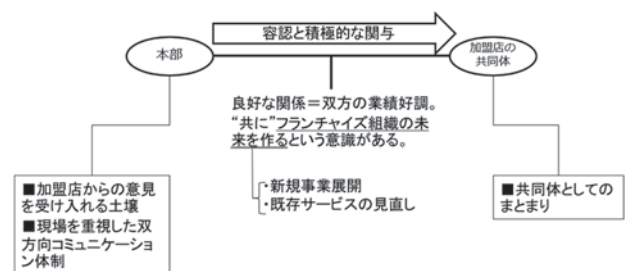 容認と積極的な関与
本部
加盟店の
共同体
良好な関係＝双方の業績好調。
“共に”フランチャイズ組織の未
来を作るという意識がある。
・新規事業展開
・既存サービスの見直し
■加盟店からの意見
を受け入れる土壌
■現場を重視した双
方向コミュニケーション
体制
■共同体としての
まとまり